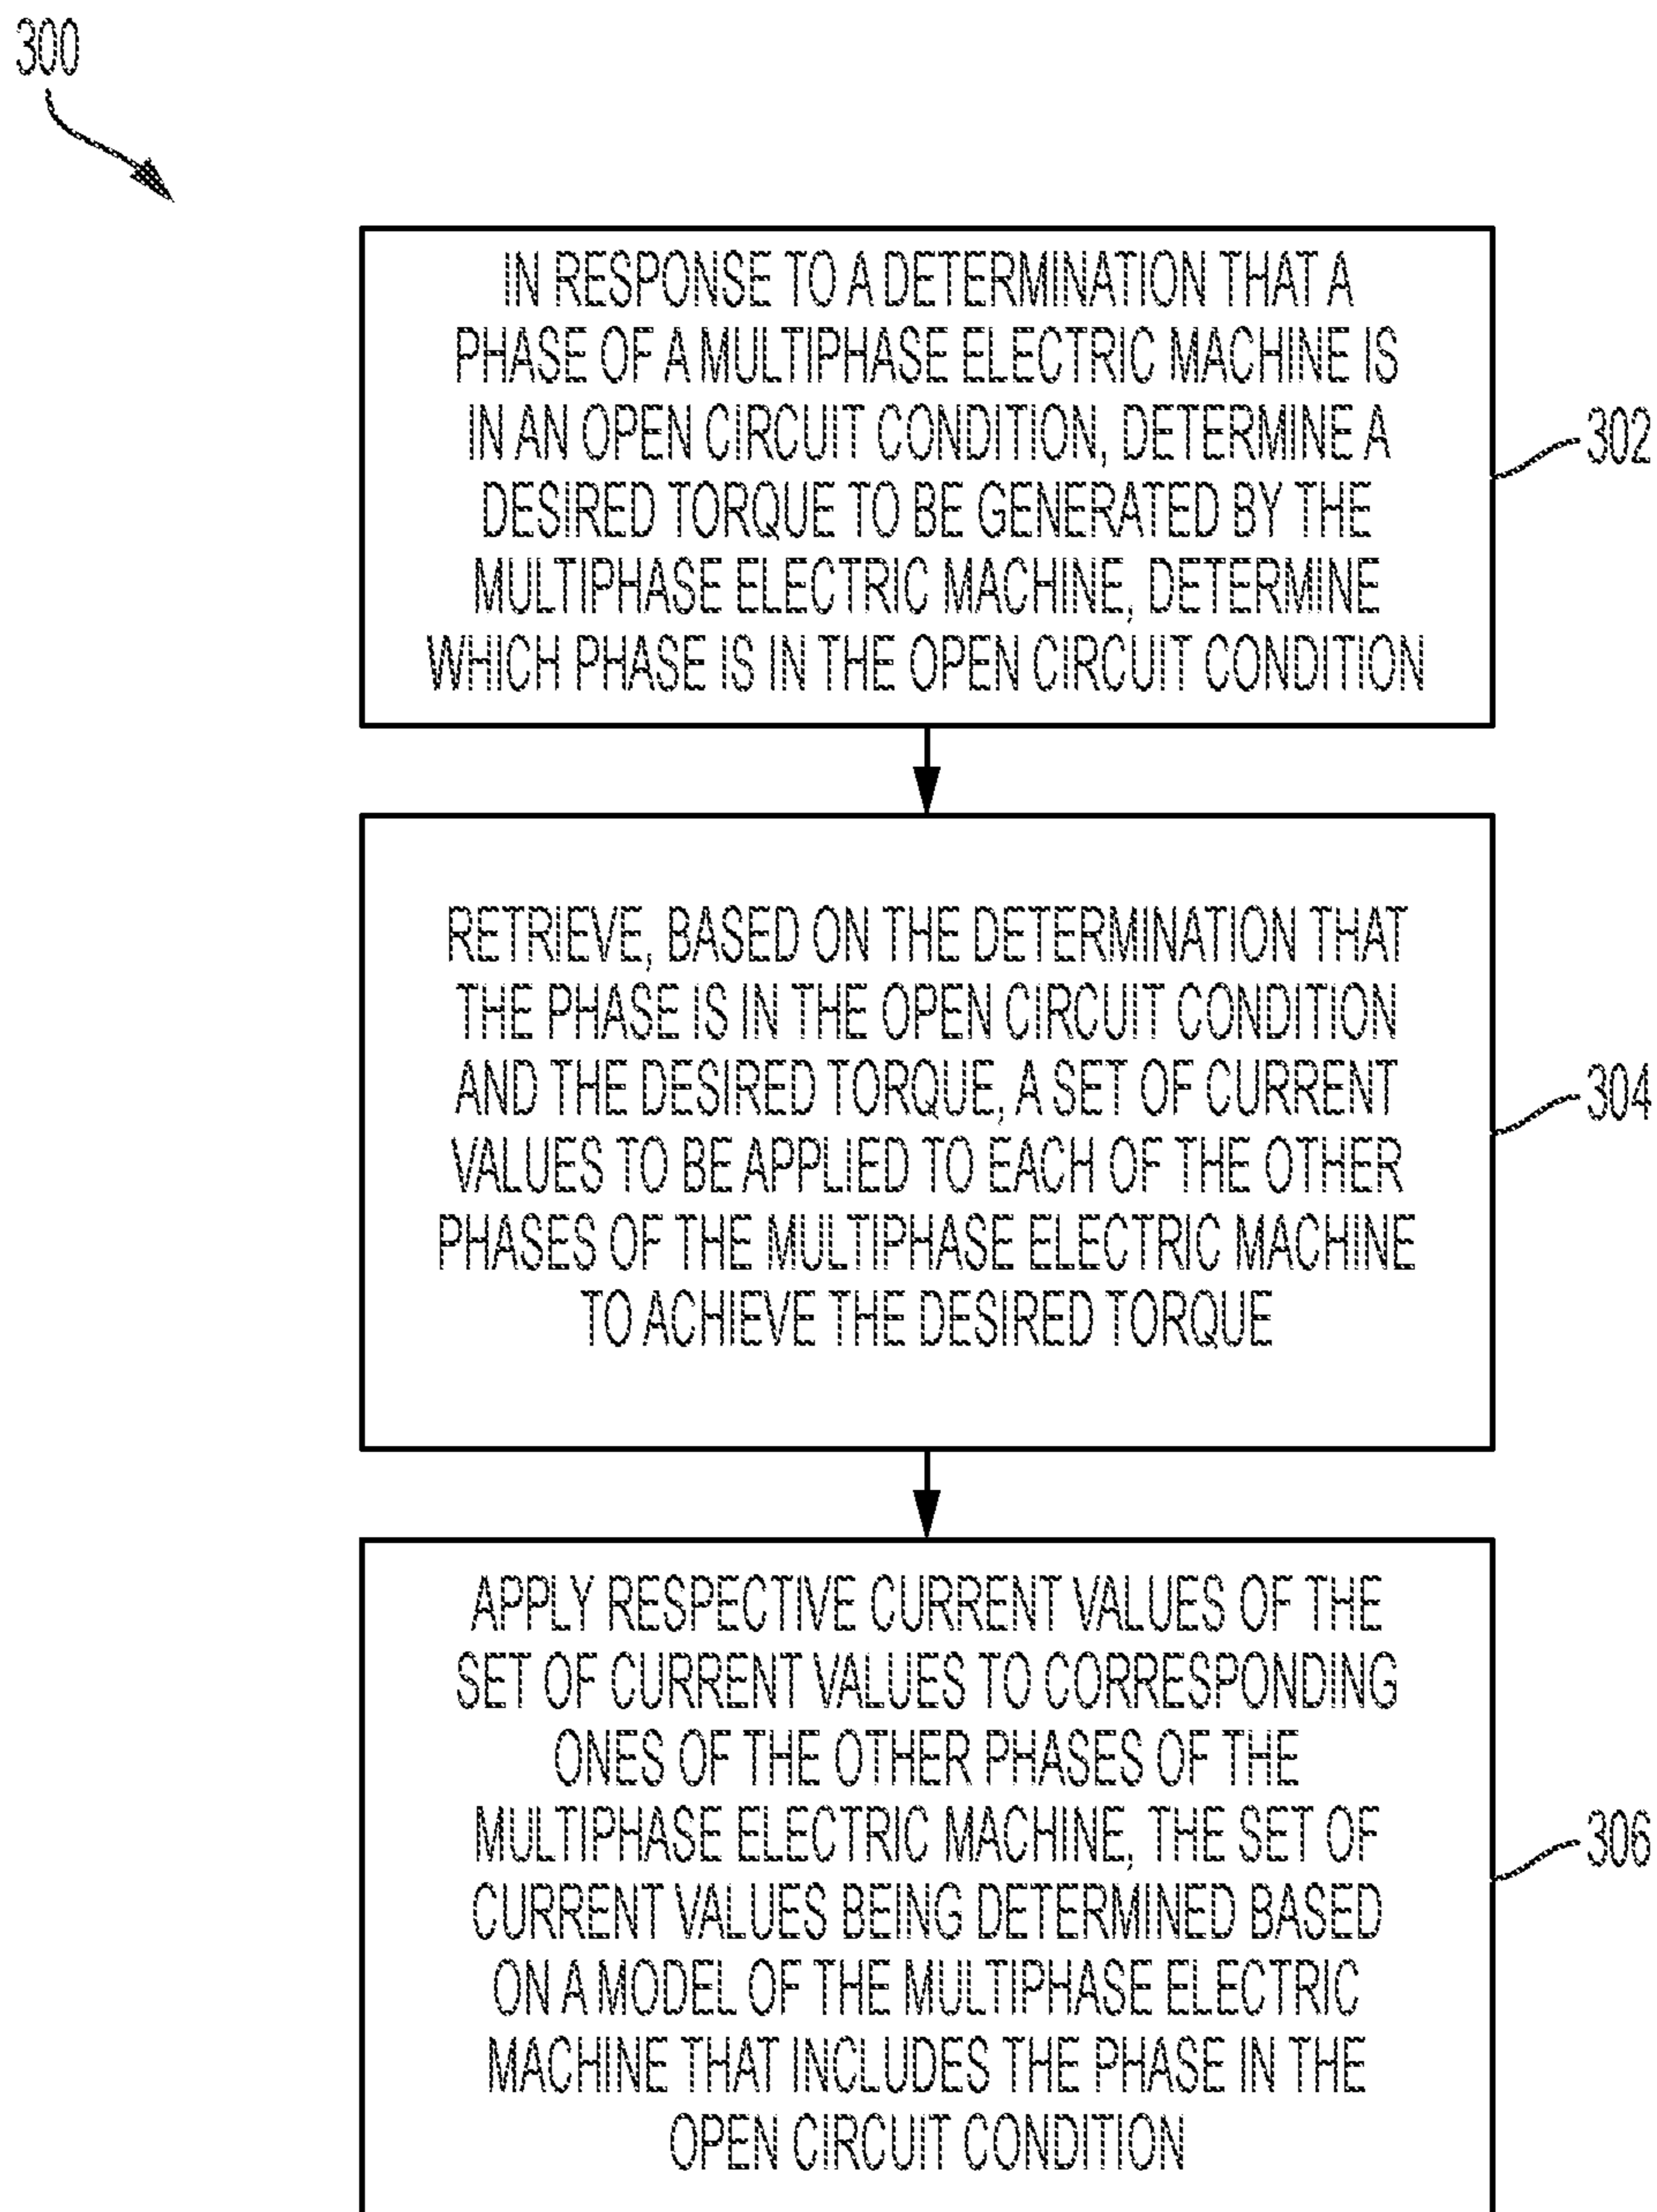 300
IN RESPONSE TO A DETERMINATION THAT A
PHASE OF A MULTIPHASE ELECTRIC MACHINE IS
IN AN OPEN CIRCUIT CONDITION, DETERMINE A
DESIRED TORQUE TO BE GENERATED BY THE
MULTIPHASE ELECTRIC MACHINE, DETERMINE
WHICH PHASE IS IN THE OPEN CIRCUIT CONDITION
302
RETRIEVE, BASED ON THE DETERMINATION THAT
THE PHASE IS IN THE OPEN CIRCUIT CONDITION
AND THE DESIRED TORQUE, A SET OF CURRENT
VALUES TO BE APPLIED TO EACH OF THE OTHER
PHASES OF THE MULTIPHASE ELECTRIC MACHINE
TO ACHIEVE THE DESIRED TORQUE
304
APPLY RESPECTIVE CURRENT VALUES OF THE
SET OF CURRENT VALUES TO CORRESPONDING
ONES OF THE OTHER PHASES OF THE
MULTIPHASE ELECTRIC MACHINE, THE SET OF
CURRENT VALUES BEING DETERMINED BASED
ON A MODEL OF THE MULTIPHASE ELECTRIC
MACHINE THAT INCLUDES THE PHASE IN THE
OPEN CIRCUIT CONDITION
306